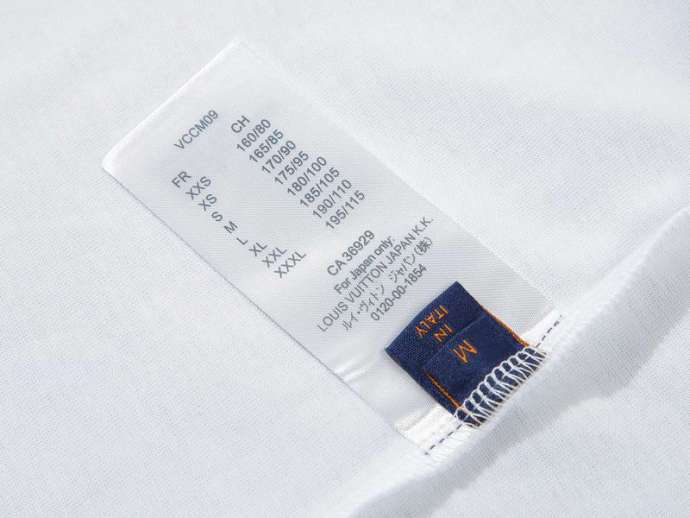 VCCM09
FR CH
XXS 160/80
XS 165/85
S 170/90
M 175/95
L 180/100
XL 185/105
XXL 190/110
XXXL 195/115
CA 36929
For Japan only:
LOUIS VUITTON JAPAN K.K.
ルイ・ヴィトン ジャパン(株)
0120-00-1854
IN
ITALY
M